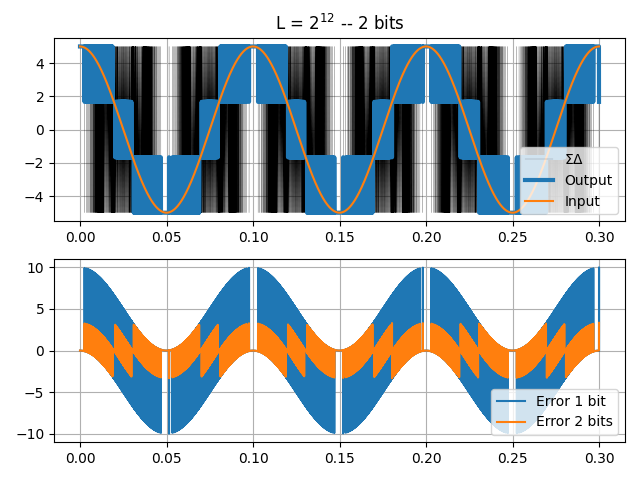 L = 2¹² -- 2 bits
4
2
0
−2
−4
ΣΔ
Output
Input
0.00 0.05 0.10 0.15 0.20 0.25 0.30
10
5
0
−5
−10
Error 1 bit
Error 2 bits
0.00 0.05 0.10 0.15 0.20 0.25 0.30